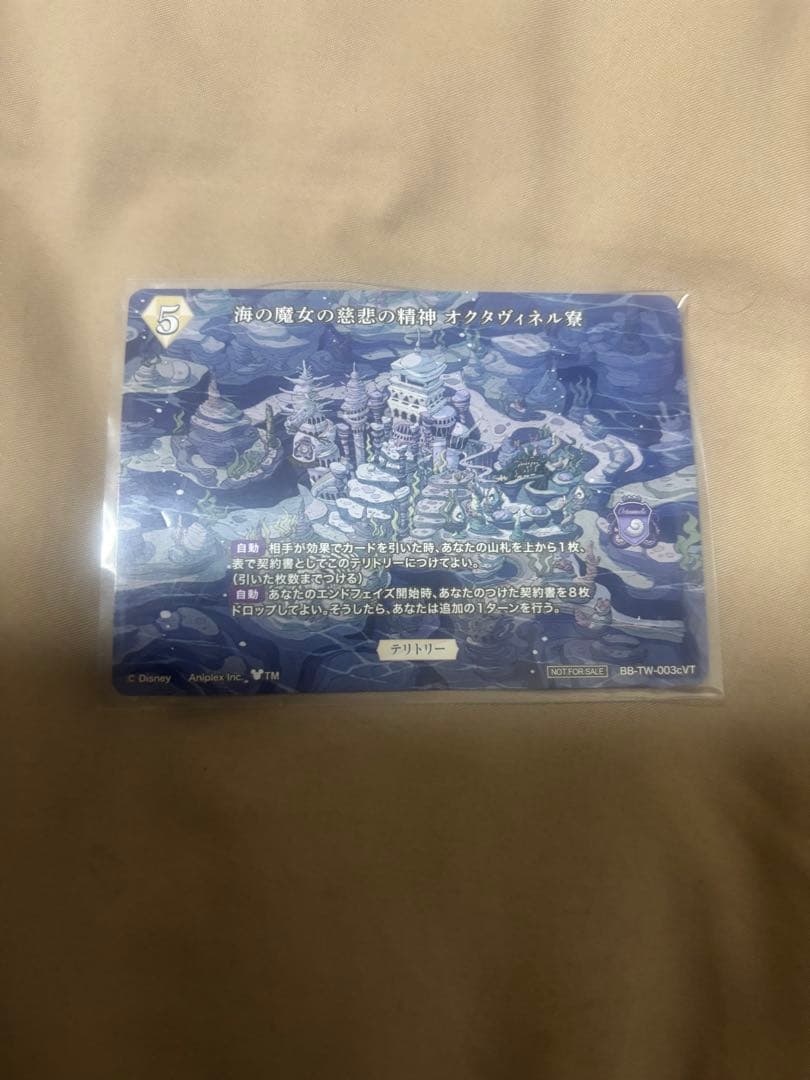 5
海の魔女の慈悲の精神 オクタヴィネル寮
Octavinelle
自動 相手が効果でカードを引いた時、あなたの山札を上から1枚、
表で契約書としてこのテリトリーにつけてよい。
(引いた枚数までつける)
自動 あなたのエンドフェイズ開始時、あなたのつけた契約書を8枚
ドロップしてよい。そうしたら、あなたは追加の1ターンを行う。
テリトリー
C Disney Aniplex Inc. TM NOT FOR SALE BB-TW-003cVT